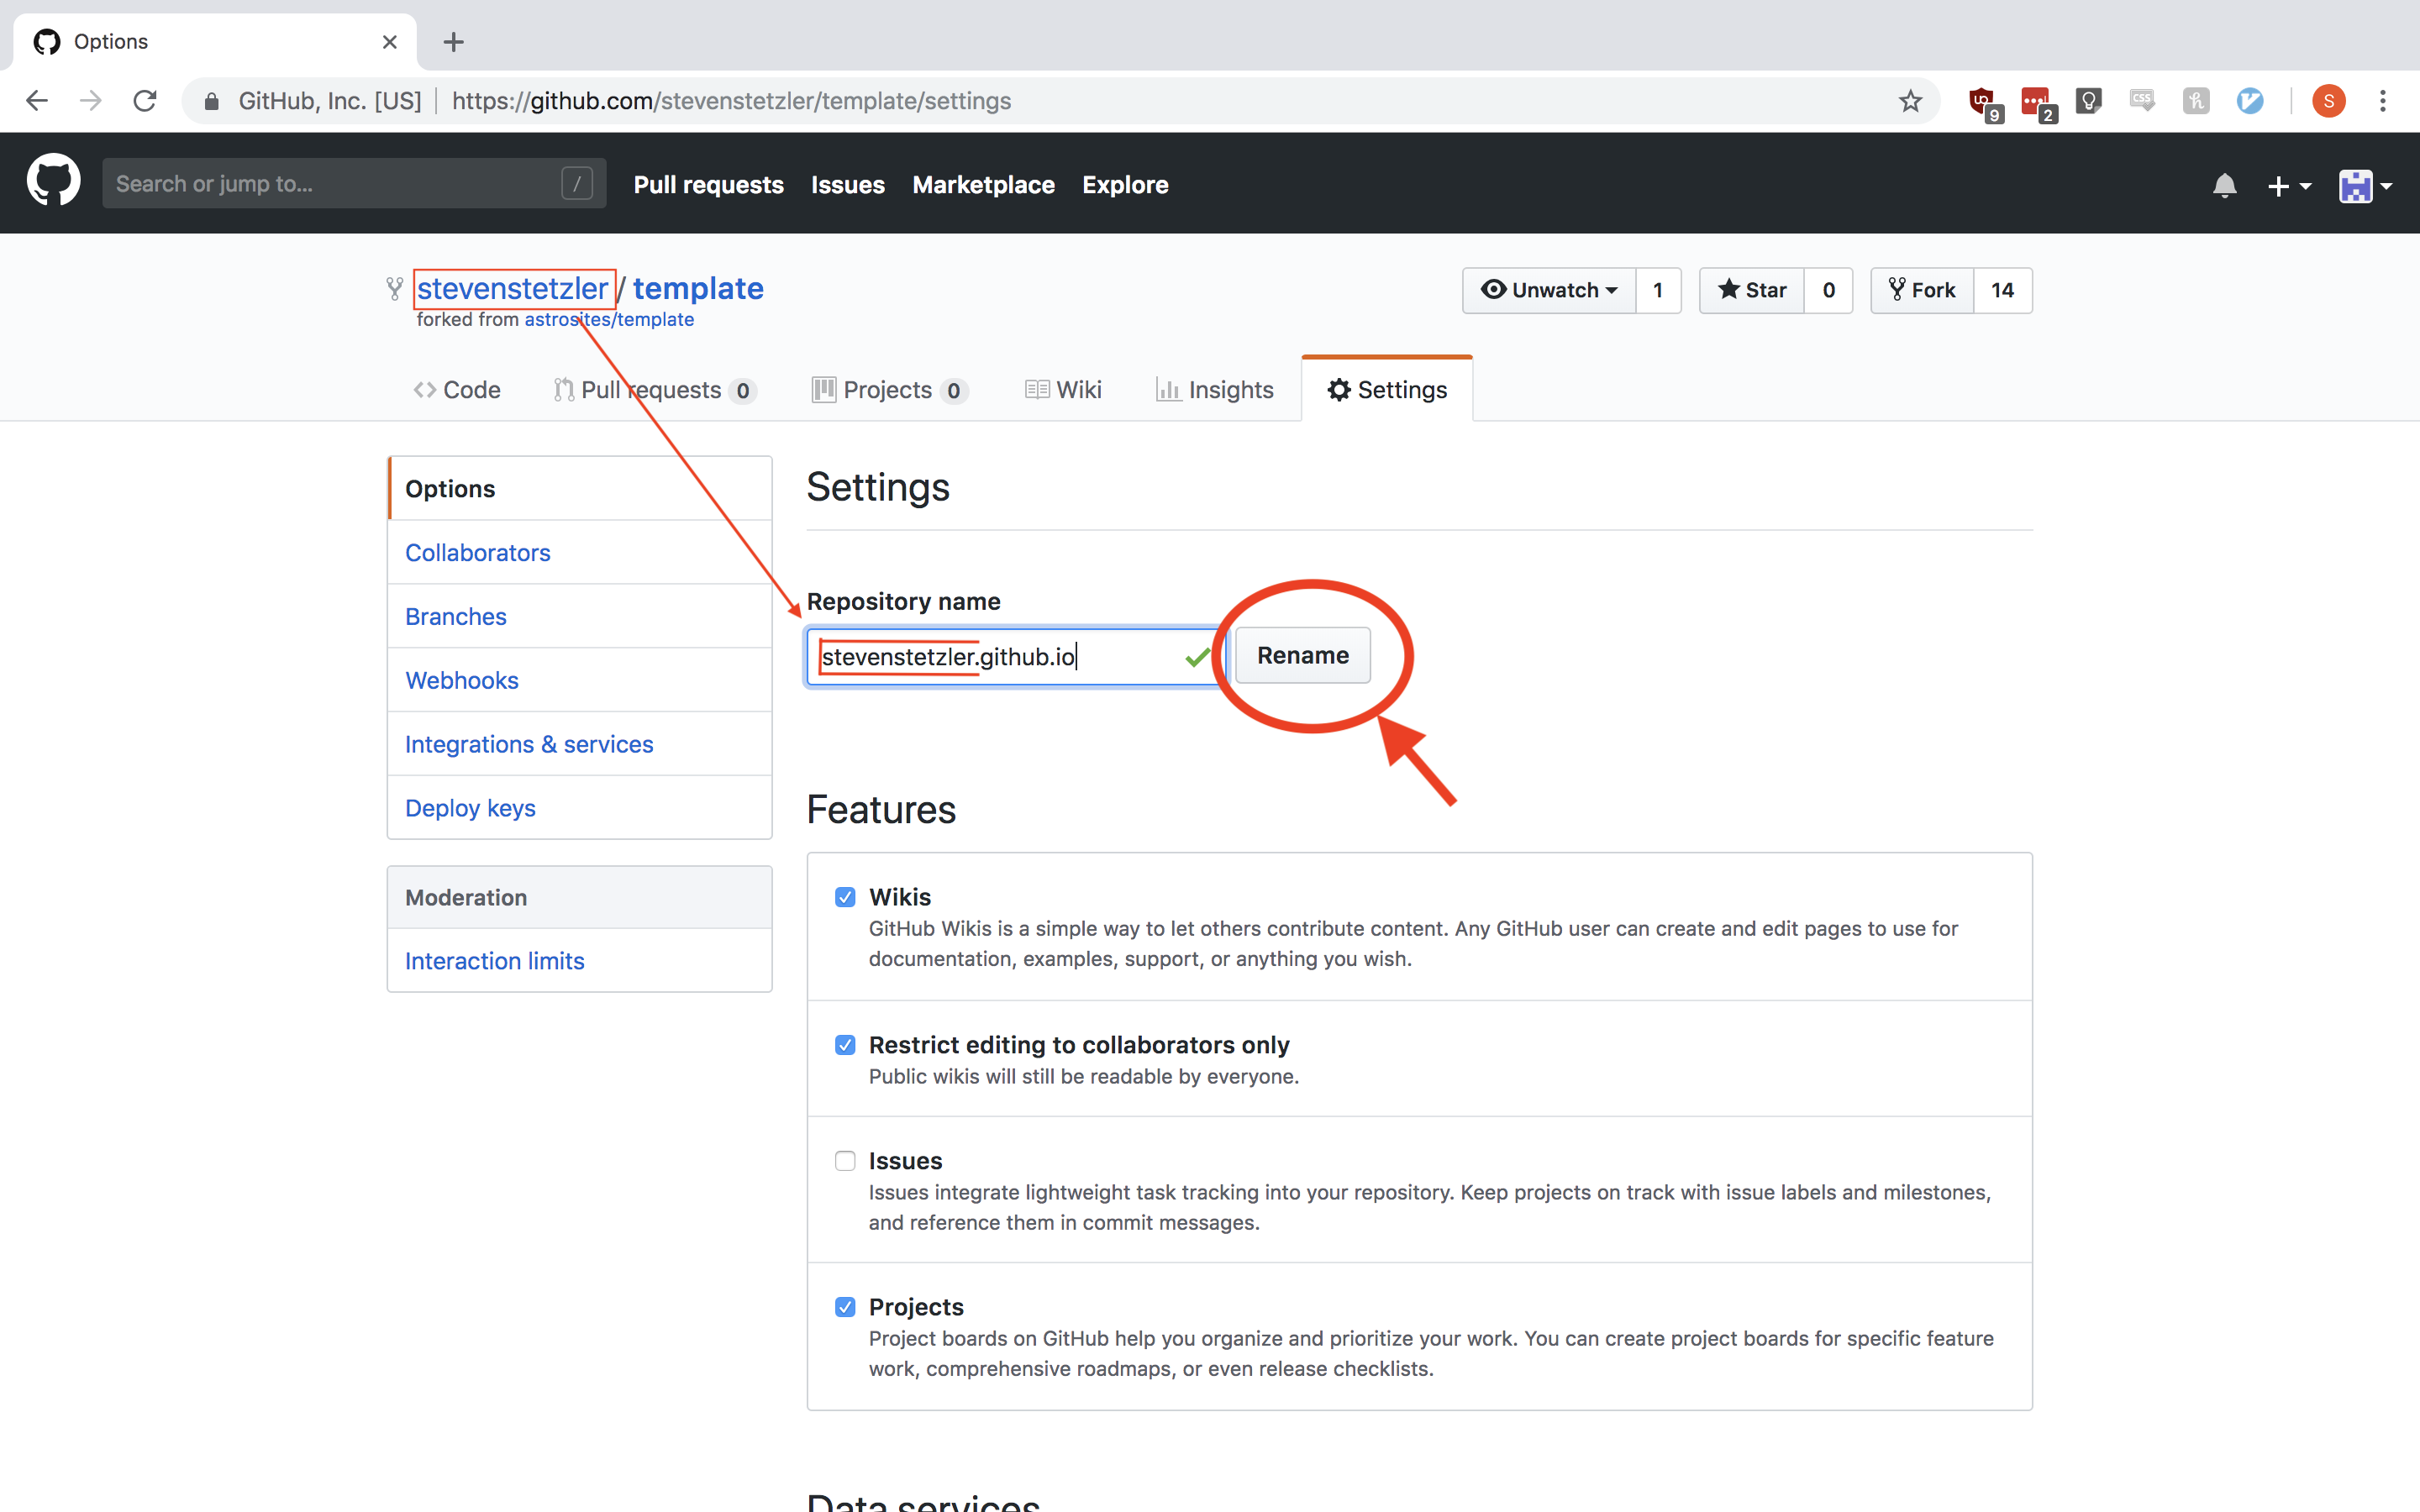 Options
GitHub, Inc. [US] https://github.com/stevenstetzler/template/settings
9
2
S
Search or jump to... /
Pull requests Issues Marketplace Explore
stevenstetzler / template
forked from astrosites/template
Unwatch 1
Star 0
Fork 14
Code Pull requests 0 Projects 0 Wiki Insights Settings
Options
Collaborators
Branches
Webhooks
Integrations & services
Deploy keys
Moderation
Interaction limits
Settings
Repository name
stevenstetzler.github.io
Rename
Features
Wikis
GitHub Wikis is a simple way to let others contribute content. Any GitHub user can create and edit pages to use for
documentation, examples, support, or anything you wish.
Restrict editing to collaborators only
Public wikis will still be readable by everyone.
Issues
Issues integrate lightweight task tracking into your repository. Keep projects on track with issue labels and milestones,
and reference them in commit messages.
Projects
Project boards on GitHub help you organize and prioritize your work. You can create project boards for specific feature
work, comprehensive roadmaps, or even release checklists.
Data services